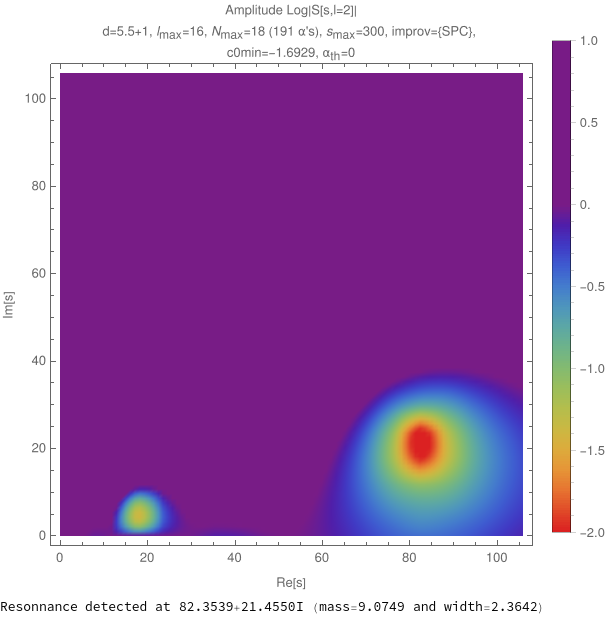 Amplitude Log|S[s,l=2]|
d=5.5+1, lmax=16, Nmax=18 (191 α's), smax=300, improv={SPC},
c0min=−1.6929, αth=0
Im[s]
100
80
60
40
20
0
0 20 40 60 80 100
Re[s]
1.0
0.5
0.
−0.5
−1.0
−1.5
−2.0
Resonnance detected at 82.3539+21.4550I (mass=9.0749 and width=2.3642)